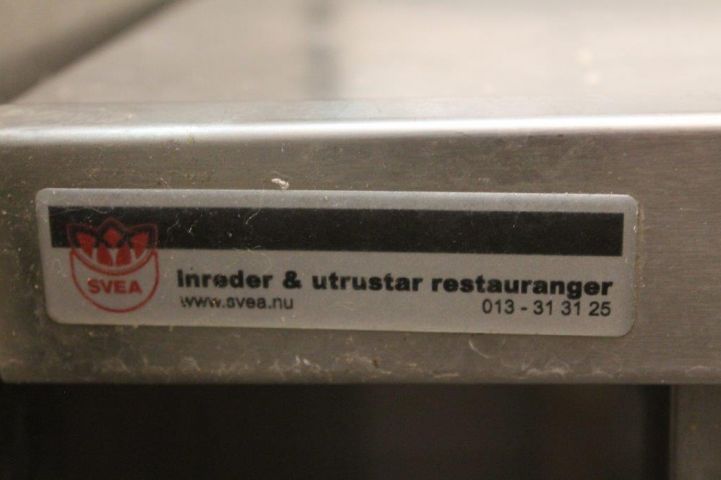 SVEA
Inreder & utrustar restauranger
www.svea.nu 013 - 31 31 25